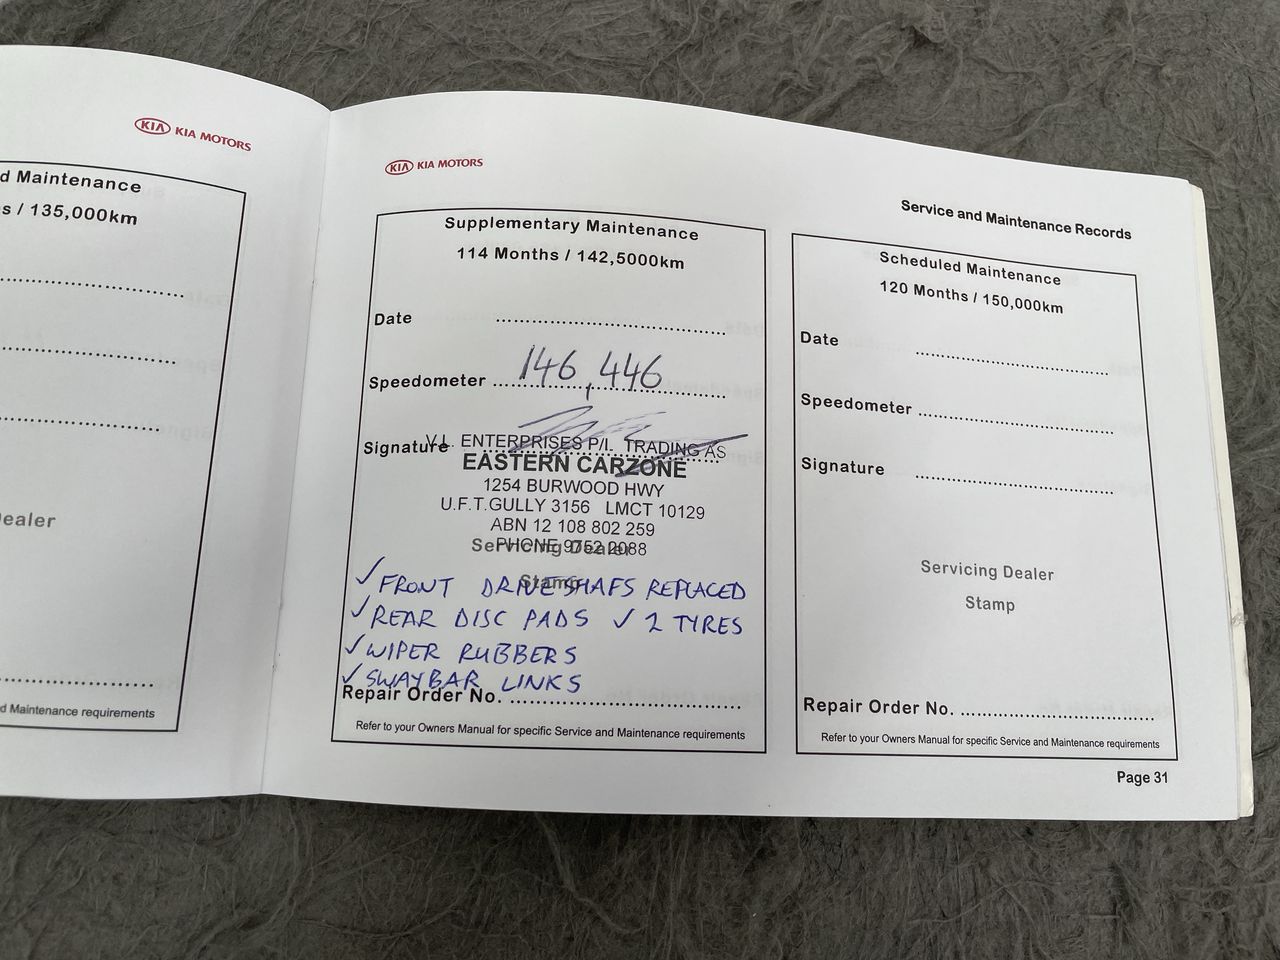 KIA KIA MOTORS
d Maintenance
s / 135,000km
ealer
d Maintenance requirements
KIA KIA MOTORS
Service and Maintenance Records
Supplementary Maintenance
114 Months / 142,5000km
Date
Speedometer 146,446
Signature
V.L. ENTERPRISES P/L TRADING AS
EASTERN CARZONE
1254 BURWOOD HWY
U.F.T.GULLY 3156 LMCT 10129
ABN 12 108 802 259
PHONE 9752 2088
Servicing Dealer
Stamp
✓ FRONT DRIVESHAFS REPLACED
✓ REAR DISC PADS ✓ 2 TYRES
✓ WIPER RUBBERS
✓ SWAYBAR LINKS
Repair Order No.
Refer to your Owners Manual for specific Service and Maintenance requirements
Scheduled Maintenance
120 Months / 150,000km
Date
Speedometer
Signature
Servicing Dealer
Stamp
Repair Order No.
Refer to your Owners Manual for specific Service and Maintenance requirements
Page 31